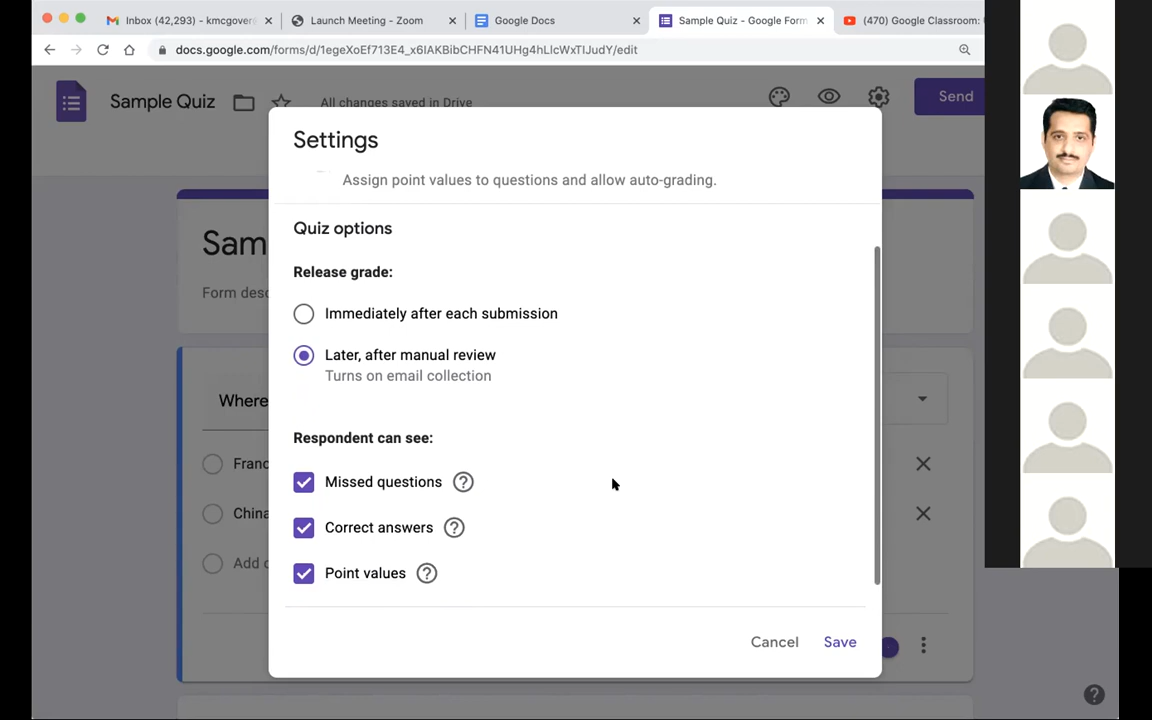 Inbox (42,293) - kmcgover
Launch Meeting - Zoom
Google Docs
Sample Quiz - Google Form
(470) Google Classroom:
docs.google.com/forms/d/1egeXoEf713E4_x6IAKBibCHFN41UHg4hLlcWxTlJudY/edit
Sample Quiz
All changes saved in Drive
Send
Settings
Assign point values to questions and allow auto-grading.
Quiz options
Release grade:
Immediately after each submission
Later, after manual review
Turns on email collection
Respondent can see:
Missed questions
Correct answers
Point values
Cancel
Save
Sam
Form desc
Where
Franc
China
Add o